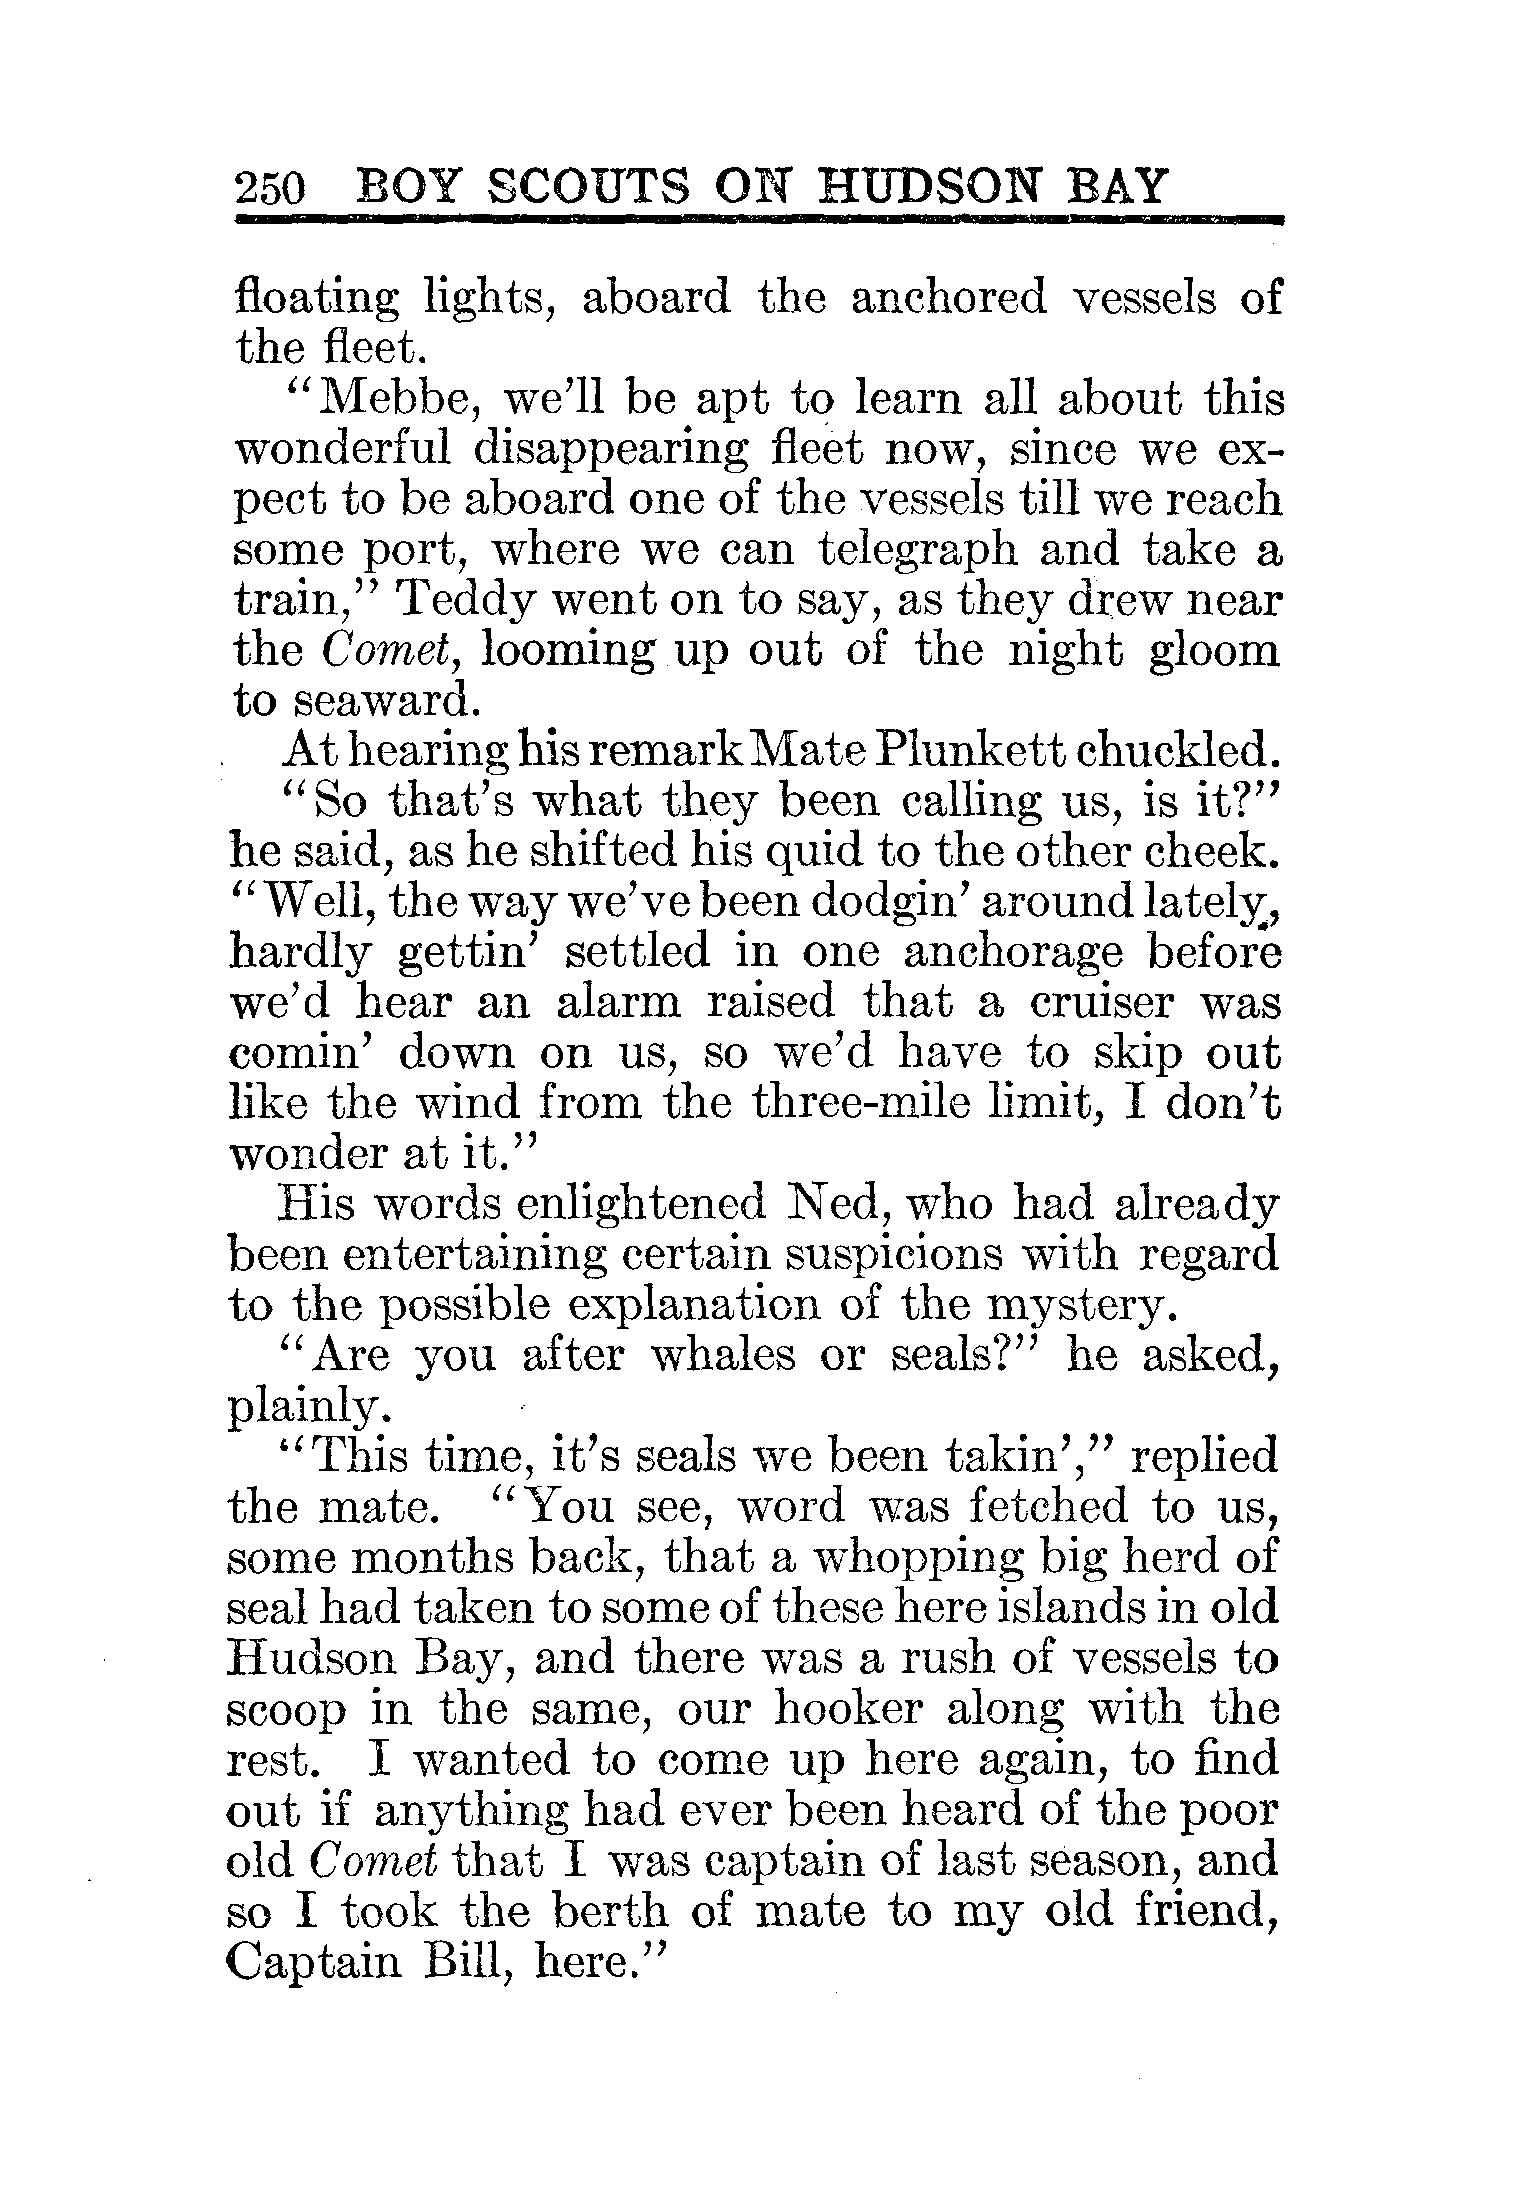 250 BOY SCOUTS ON HUDSON BAY
floating lights, aboard the anchored vessels of
the fleet.
“Mebbe, we’ll be apt to learn all about this
wonderful disappearing fleet now, since we ex-
pect to be aboard one of the vessels till we reach
some port, where we can telegraph and take a
train,” Teddy went on to say, as they drew near
the Comet, looming up out of the night gloom
to seaward.
At hearing his remark Mate Plunkett chuckled.
“So that’s what they been calling us, is it?”
he said, as he shifted his quid to the other cheek.
“Well, the way we’ve been dodgin’ around lately,
hardly gettin’ settled in one anchorage before
we’d hear an alarm raised that a cruiser was
comin’ down on us, so we’d have to skip out
like the wind from the three-mile limit, I don’t
wonder at it.”
His words enlightened Ned, who had already
been entertaining certain suspicions with regard
to the possible explanation of the mystery.
“Are you after whales or seals?” he asked,
plainly.
“This time, it’s seals we been takin’,” replied
the mate. “You see, word was fetched to us,
some months back, that a whopping big herd of
seal had taken to some of these here islands in old
Hudson Bay, and there was a rush of vessels to
scoop in the same, our hooker along with the
rest. I wanted to come up here again, to find
out if anything had ever been heard of the poor
old Comet that I was captain of last season, and
so I took the berth of mate to my old friend,
Captain Bill, here.”